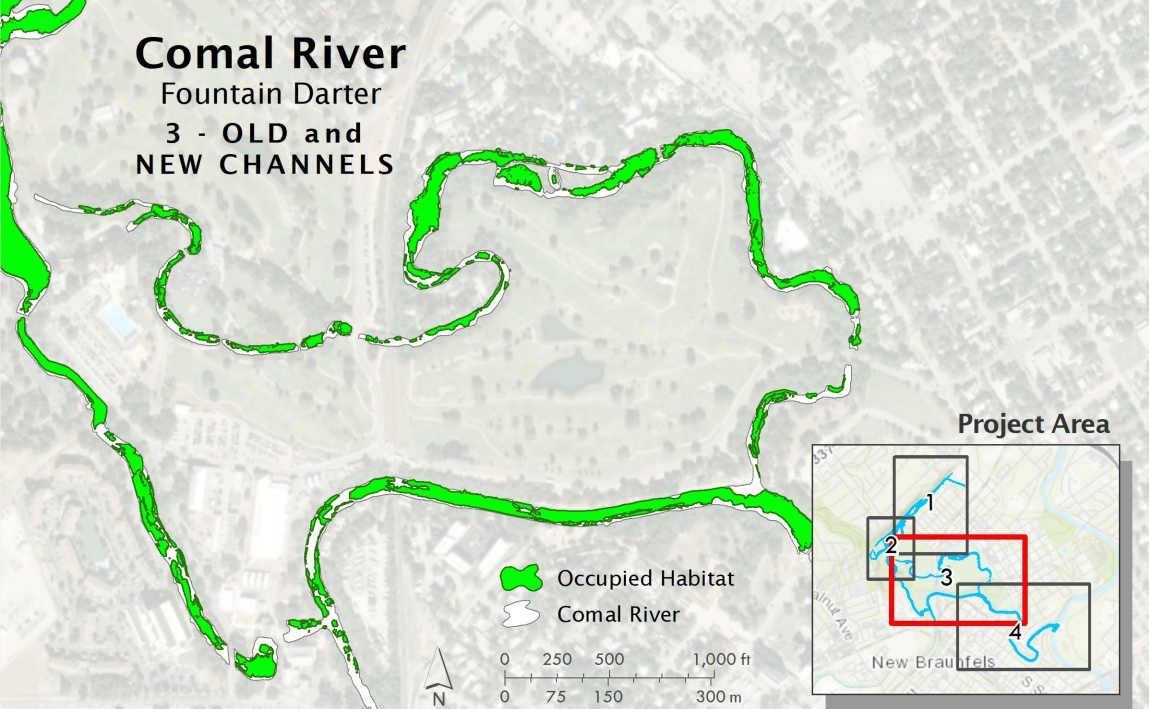 Comal River
Fountain Darter
3 - OLD and
NEW CHANNELS
Project Area
337
1
2
3
4
New Braunfels
S S
Occupied Habitat
Comal River
0 250 500 1,000 ft
0 75 150 300 m
N